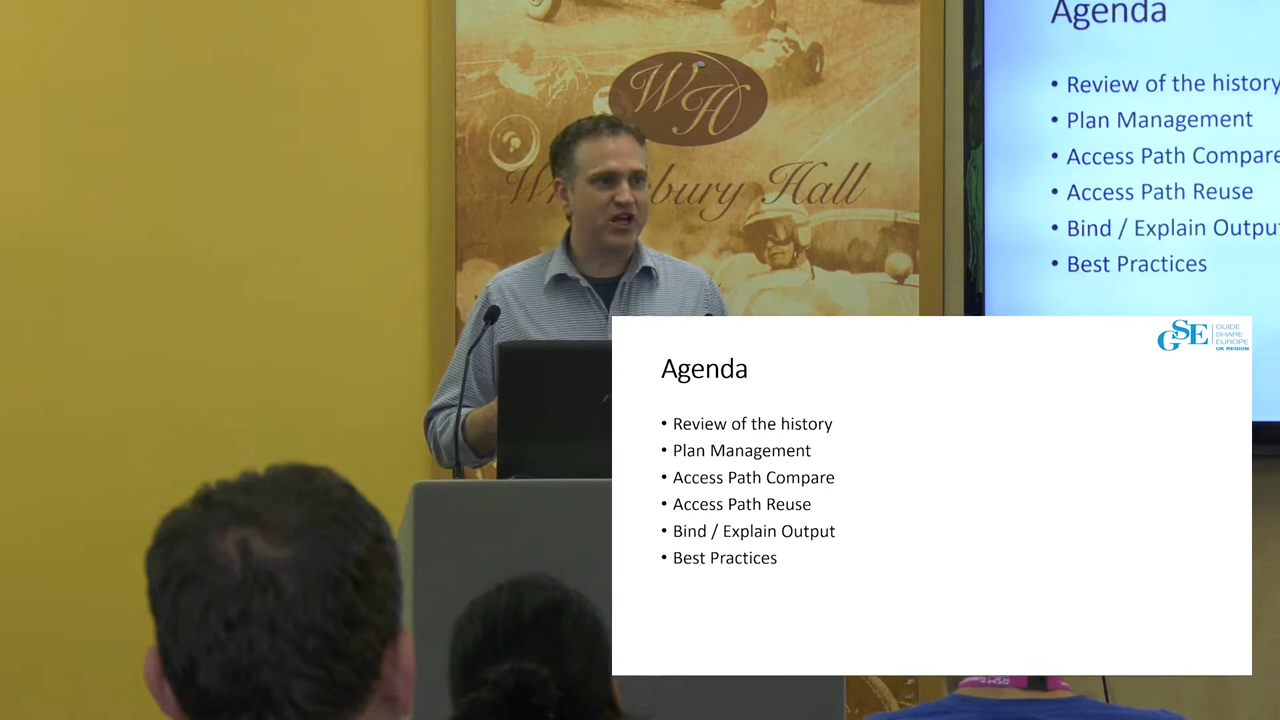 WH
bury Hall
Agenda
• Review of the history
• Plan Management
• Access Path Compare
• Access Path Reuse
• Bind / Explain Outpu
• Best Practices
GSE
GUIDE
SHARE
EUROPE
UK REGION
Agenda
• Review of the history
• Plan Management
• Access Path Compare
• Access Path Reuse
• Bind / Explain Output
• Best Practices